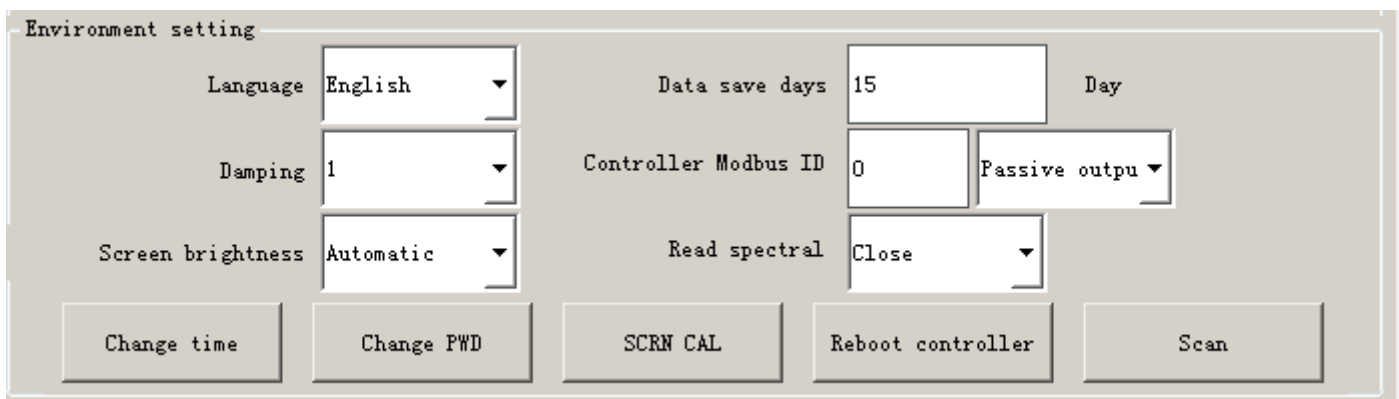 Environment setting
Language English Data save days 15 Day
Damping 1 Controller Modbus ID 0 Passive outpu
Screen brightness Automatic Read spectral Close
Change time Change PWD SCRN CAL Reboot controller Scan